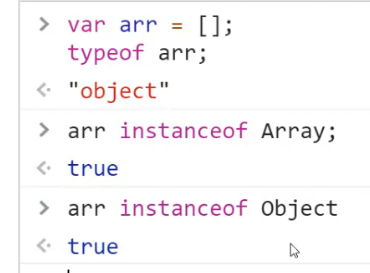 > var arr = [];
typeof arr;
<· "object"
> arr instanceof Array;
<· true
> arr instanceof Object
<· true